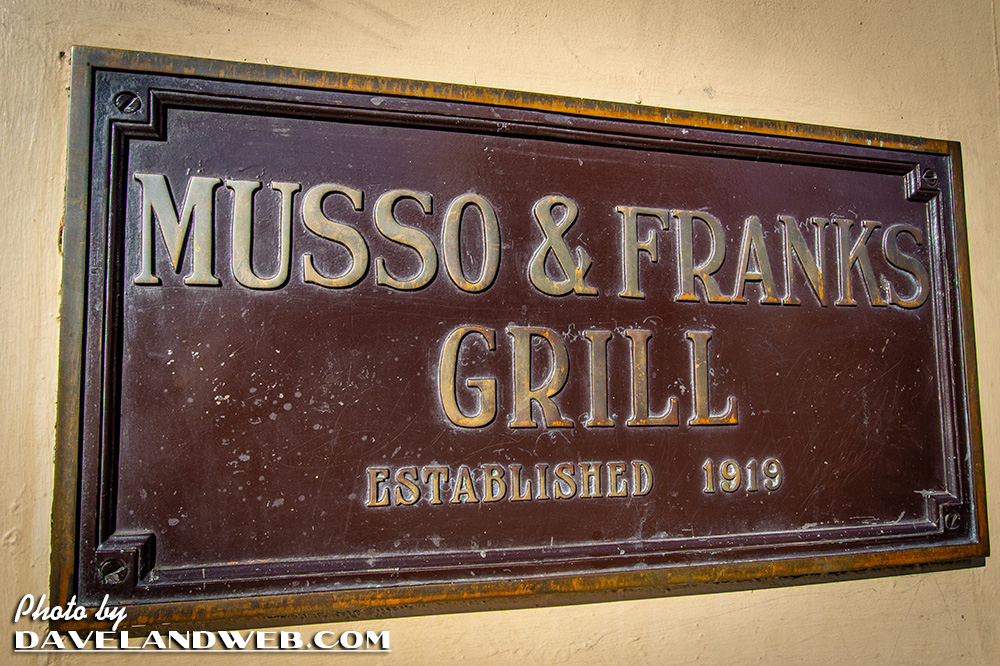 MUSSO & FRANKS
GRILL
ESTABLISHED 1919
Photo by
DAVELANDWEB.COM